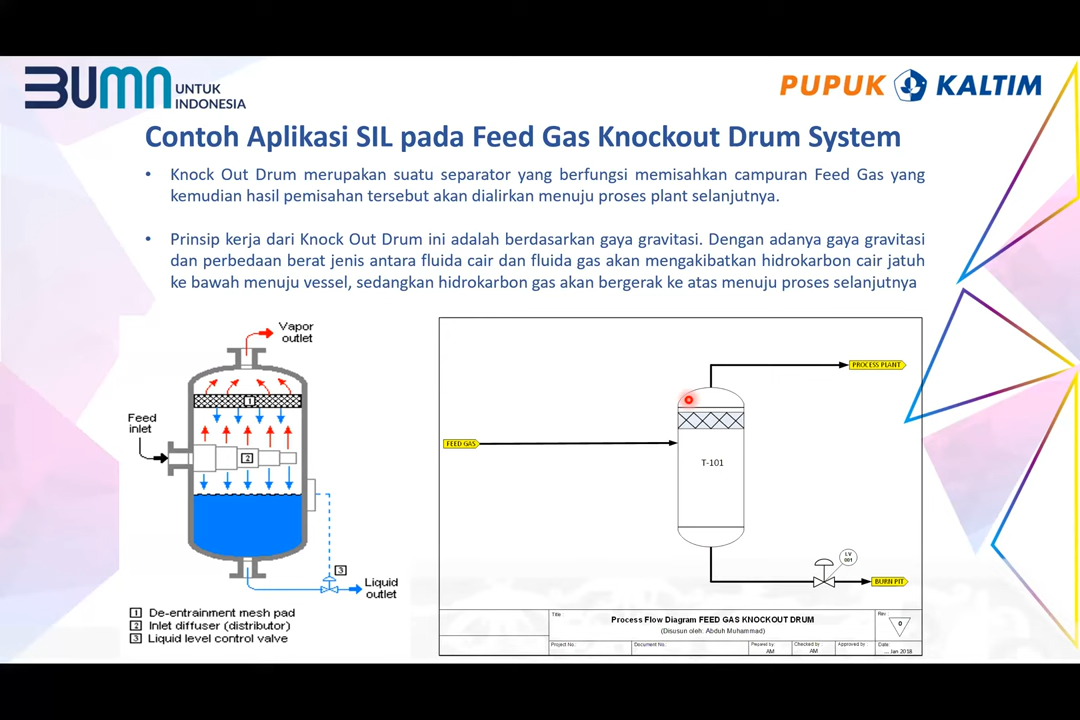 BUMN
UNTUK
INDONESIA
PUPUK KALTIM
Contoh Aplikasi SIL pada Feed Gas Knockout Drum System
• Knock Out Drum merupakan suatu separator yang berfungsi memisahkan campuran Feed Gas yang
kemudian hasil pemisahan tersebut akan dialirkan menuju proses plant selanjutnya.
• Prinsip kerja dari Knock Out Drum ini adalah berdasarkan gaya gravitasi. Dengan adanya gaya gravitasi
dan perbedaan berat jenis antara fluida cair dan fluida gas akan mengakibatkan hidrokarbon cair jatuh
ke bawah menuju vessel, sedangkan hidrokarbon gas akan bergerak ke atas menuju proses selanjutnya
Vapor
outlet
1
Feed
inlet
2
3
Liquid
outlet
1 De-entrainment mesh pad
2 Inlet diffuser (distributor)
3 Liquid level control valve
PROCESS PLANT
FEED GAS
T-101
LV
001
BURN PIT
Title:
Process Flow Diagram FEED GAS KNOCKOUT DRUM
(Disusun oleh: Abduh Muhammad)
Rev.:
0
Project No.:
Document No.:
Prepared by:
AM
Checked by:
AM
Approved by:
Date:
... Jan 2018